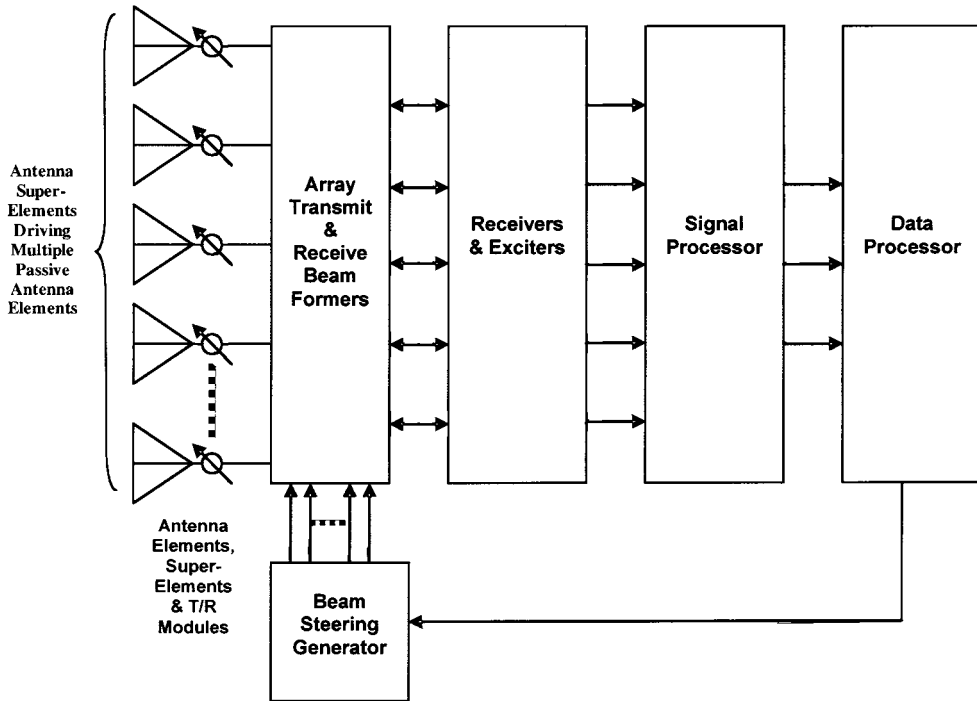 Antenna
Super-
Elements
Driving
Multiple
Passive
Antenna
Elements
Array
Transmit
&
Receive
Beam
Formers
Receivers
& Exciters
Signal
Processor
Data
Processor
Antenna
Elements,
Super-
Elements
& T/R
Modules
Beam
Steering
Generator